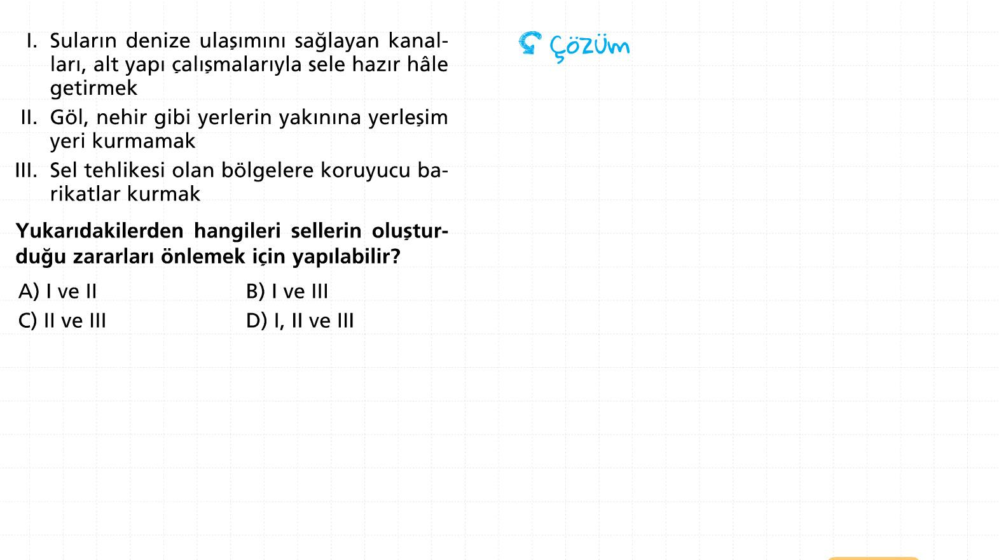 I. Suların denize ulaşımını sağlayan kanal-
ları, alt yapı çalışmalarıyla sele hazır hâle
getirmek
II. Göl, nehir gibi yerlerin yakınına yerleşim
yeri kurmamak
III. Sel tehlikesi olan bölgelere koruyucu ba-
rikatlar kurmak
Yukarıdakilerden hangileri sellerin oluştur-
duğu zararları önlemek için yapılabilir?
A) I ve II
B) I ve III
C) II ve III
D) I, II ve III
Çözüm